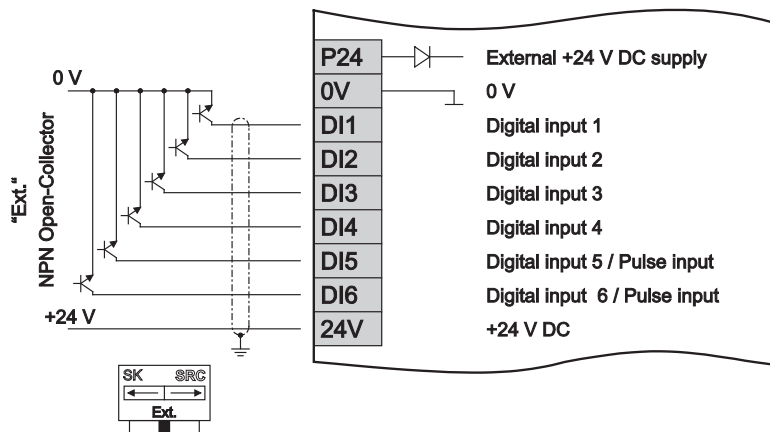 P24 External +24 V DC supply
0 V
0V 0 V
DI1 Digital input 1
DI2 Digital input 2
DI3 Digital input 3
DI4 Digital input 4
DI5 Digital input 5 / Pulse input
DI6 Digital input 6 / Pulse input
+24 V
24V +24 V DC
"Ext."
NPN Open-Collector
SK SRC
Ext.